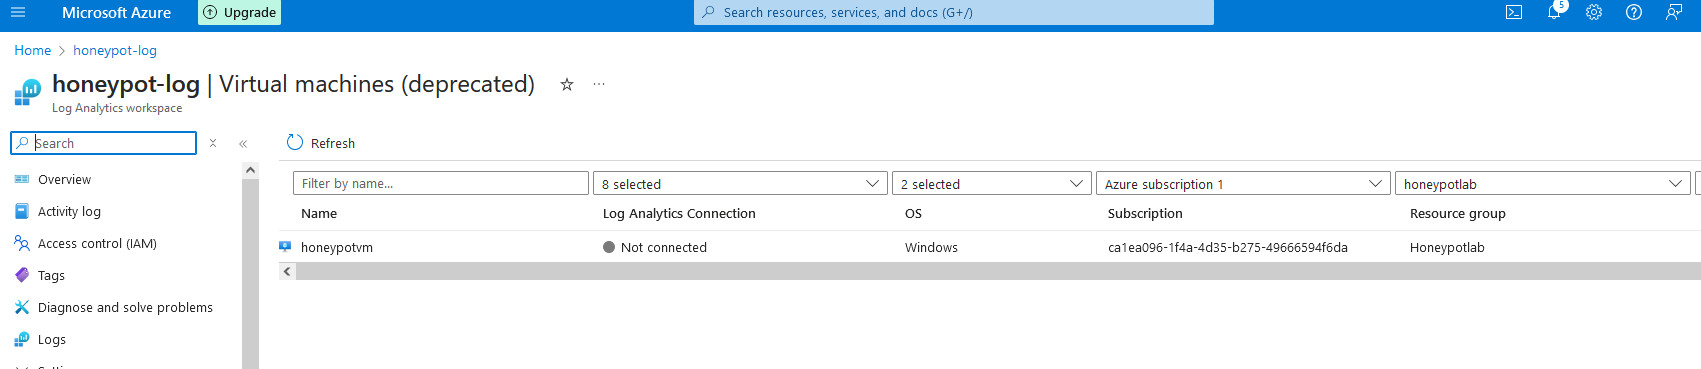 Microsoft Azure
Upgrade
Search resources, services, and docs (G+/)
5
Home > honeypot-log
honeypot-log | Virtual machines (deprecated)
Log Analytics workspace
Search
Refresh
Overview
Activity log
Access control (IAM)
Tags
Diagnose and solve problems
Logs
Filter by name...
8 selected
2 selected
Azure subscription 1
honeypotlab
Name
Log Analytics Connection
OS
Subscription
Resource group
honeypotvm
Not connected
Windows
ca1ea096-1f4a-4d35-b275-49666594f6da
Honeypotlab